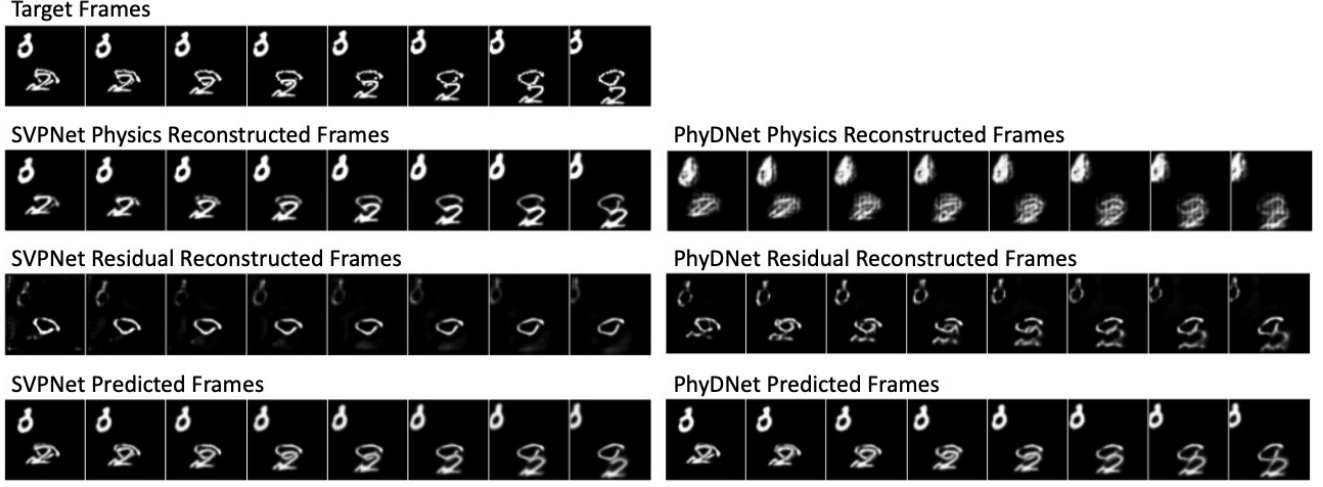 Target Frames
SVPNet Physics Reconstructed Frames
PhyDNet Physics Reconstructed Frames
SVPNet Residual Reconstructed Frames
PhyDNet Residual Reconstructed Frames
SVPNet Predicted Frames
PhyDNet Predicted Frames